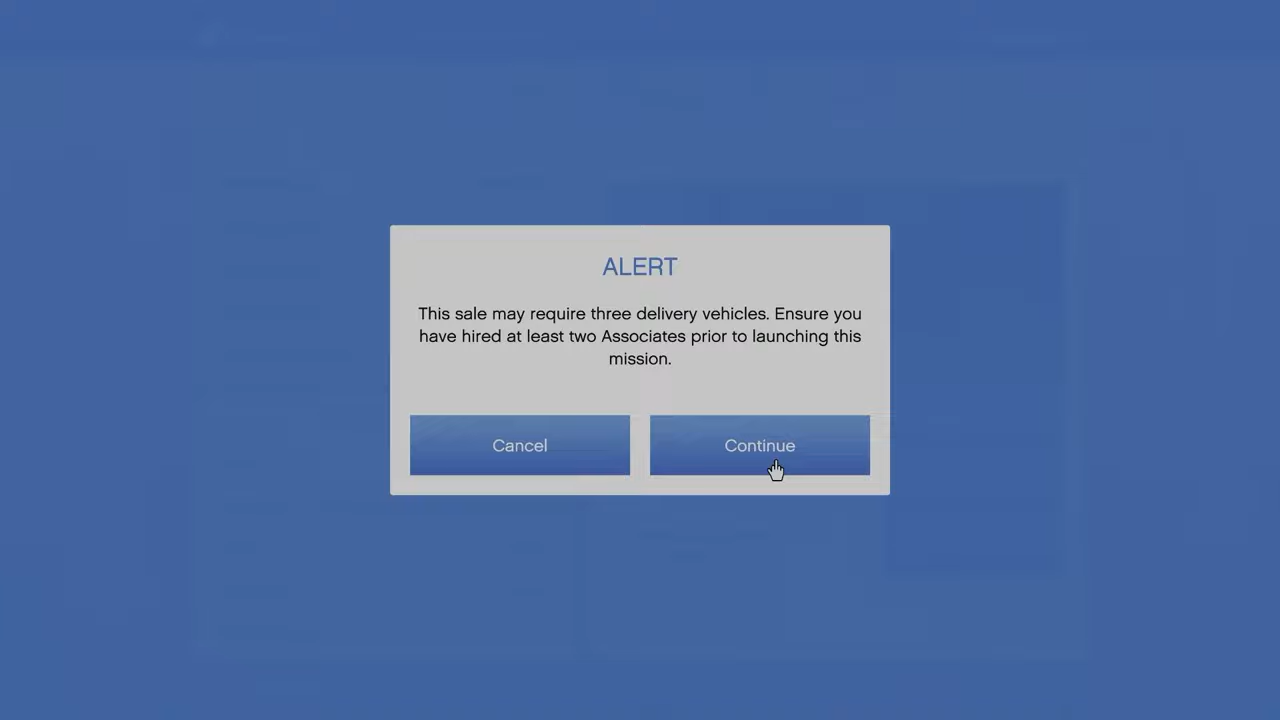 ALERT
This sale may require three delivery vehicles. Ensure you
have hired at least two Associates prior to launching this
mission.
Cancel
Continue